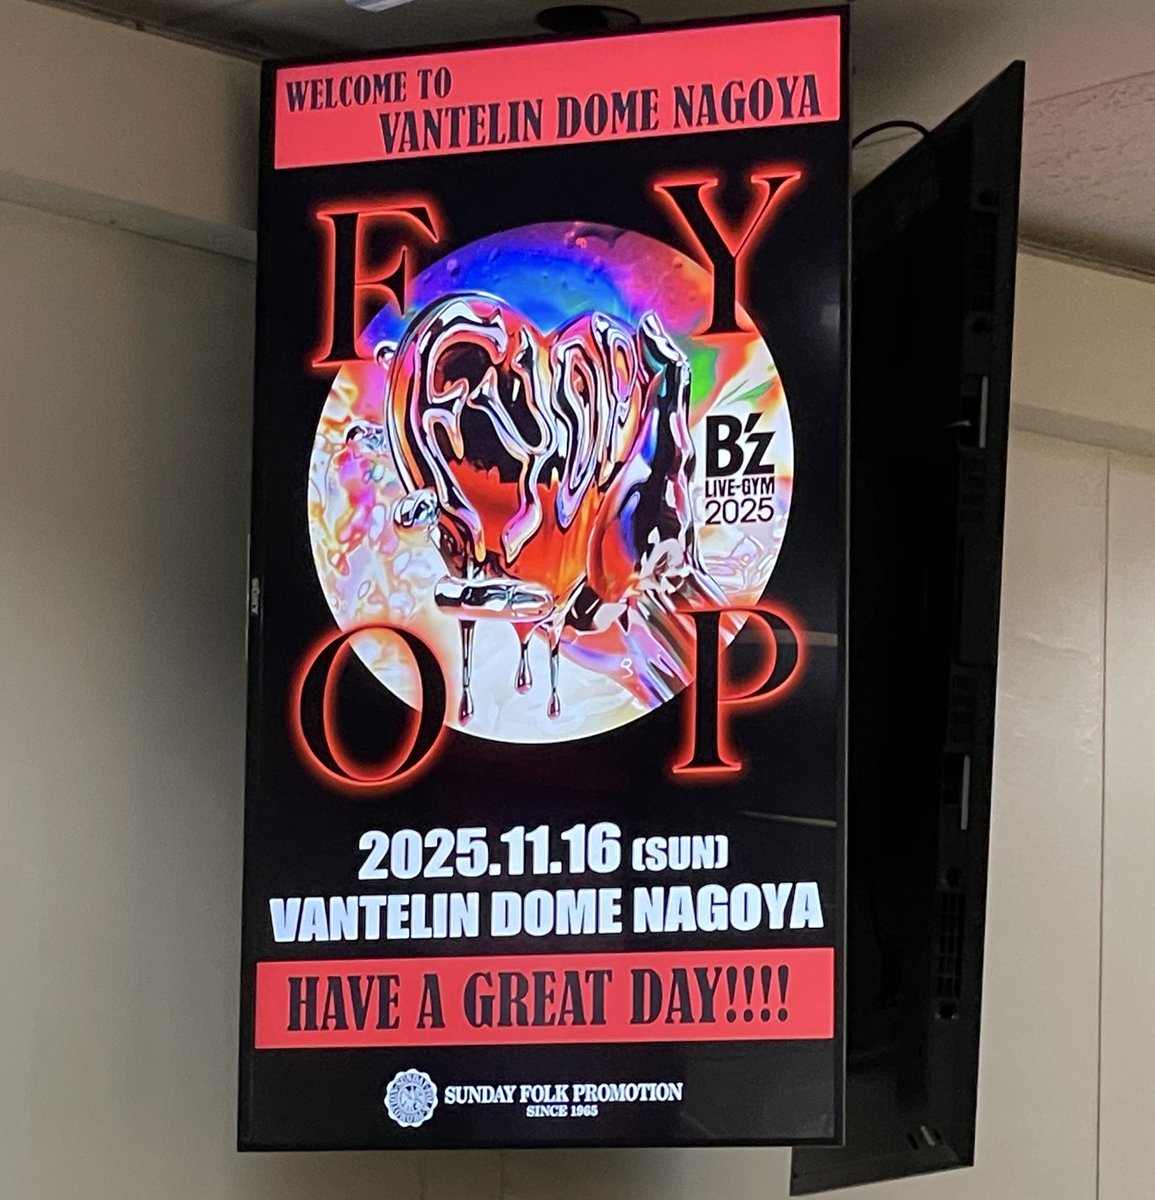 WELCOME TO
VANTELIN DOME NAGOYA
F Y
FYOP
B'z
LIVE-GYM
2025
O P
2025.11.16 (SUN)
VANTELIN DOME NAGOYA
HAVE A GREAT DAY!!!!
SUNDAY FOLK PROMOTION
SINCE 1965